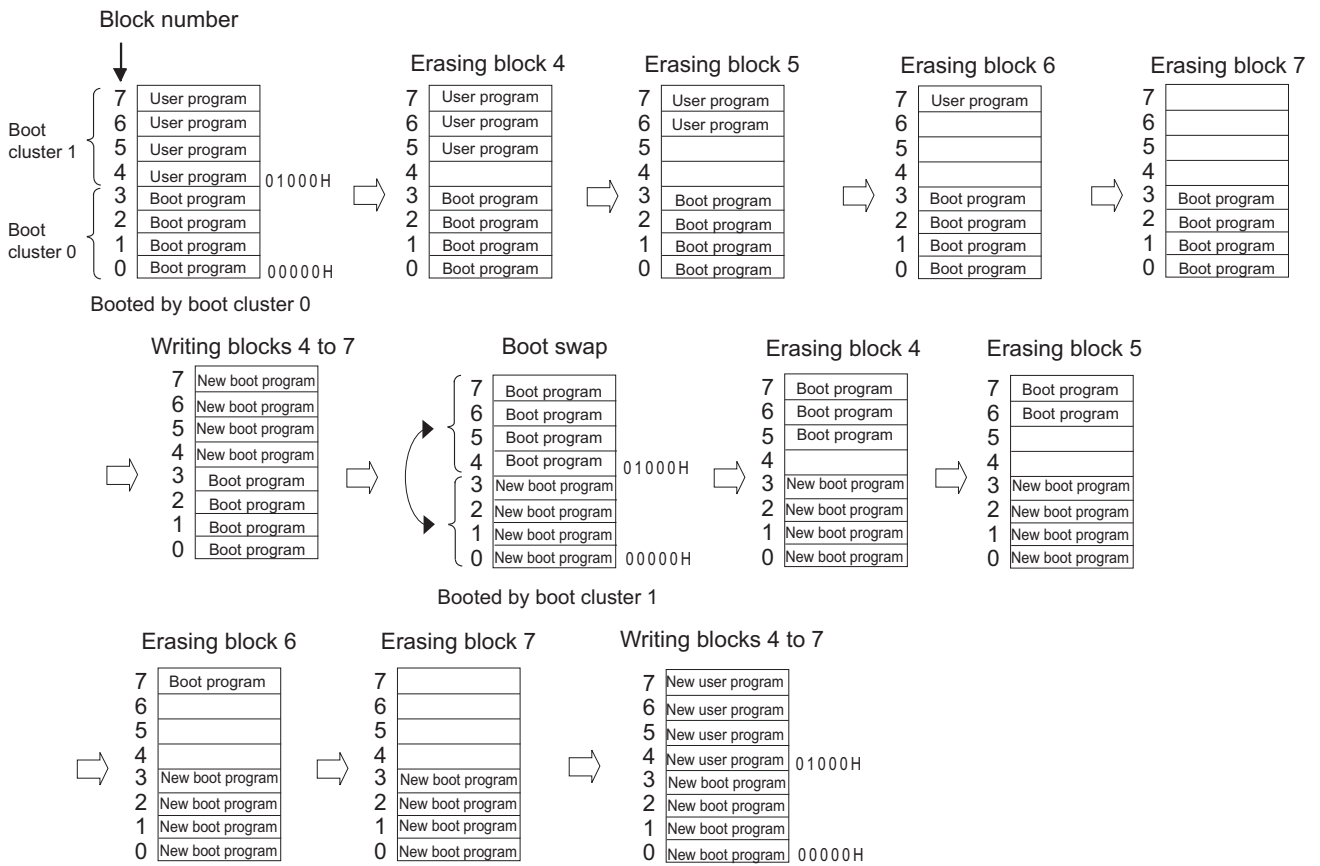 Block number
Erasing block 4
Erasing block 5
Erasing block 6
Erasing block 7
Boot
cluster 1
Boot
cluster 0
7 User program
6 User program
5 User program
4 User program
01000H
3 Boot program
2 Boot program
1 Boot program
0 Boot program
00000H
Booted by boot cluster 0
7 User program
6 User program
5 User program
4
3 Boot program
2 Boot program
1 Boot program
0 Boot program
7 User program
6 User program
5
4
3 Boot program
2 Boot program
1 Boot program
0 Boot program
7 User program
6
5
4
3 Boot program
2 Boot program
1 Boot program
0 Boot program
7
6
5
4
3 Boot program
2 Boot program
1 Boot program
0 Boot program
Writing blocks 4 to 7
7 New boot program
6 New boot program
5 New boot program
4 New boot program
3 Boot program
2 Boot program
1 Boot program
0 Boot program
Boot swap
7 Boot program
6 Boot program
5 Boot program
4 Boot program
01000H
3 New boot program
2 New boot program
1 New boot program
0 New boot program
00000H
Booted by boot cluster 1
Erasing block 4
7 Boot program
6 Boot program
5 Boot program
4
3 New boot program
2 New boot program
1 New boot program
0 New boot program
Erasing block 5
7 Boot program
6 Boot program
5
4
3 New boot program
2 New boot program
1 New boot program
0 New boot program
Erasing block 6
7 Boot program
6
5
4
3 New boot program
2 New boot program
1 New boot program
0 New boot program
Erasing block 7
7
6
5
4
3 New boot program
2 New boot program
1 New boot program
0 New boot program
Writing blocks 4 to 7
7 New user program
6 New user program
5 New user program
4 New user program
01000H
3 New boot program
2 New boot program
1 New boot program
0 New boot program
00000H